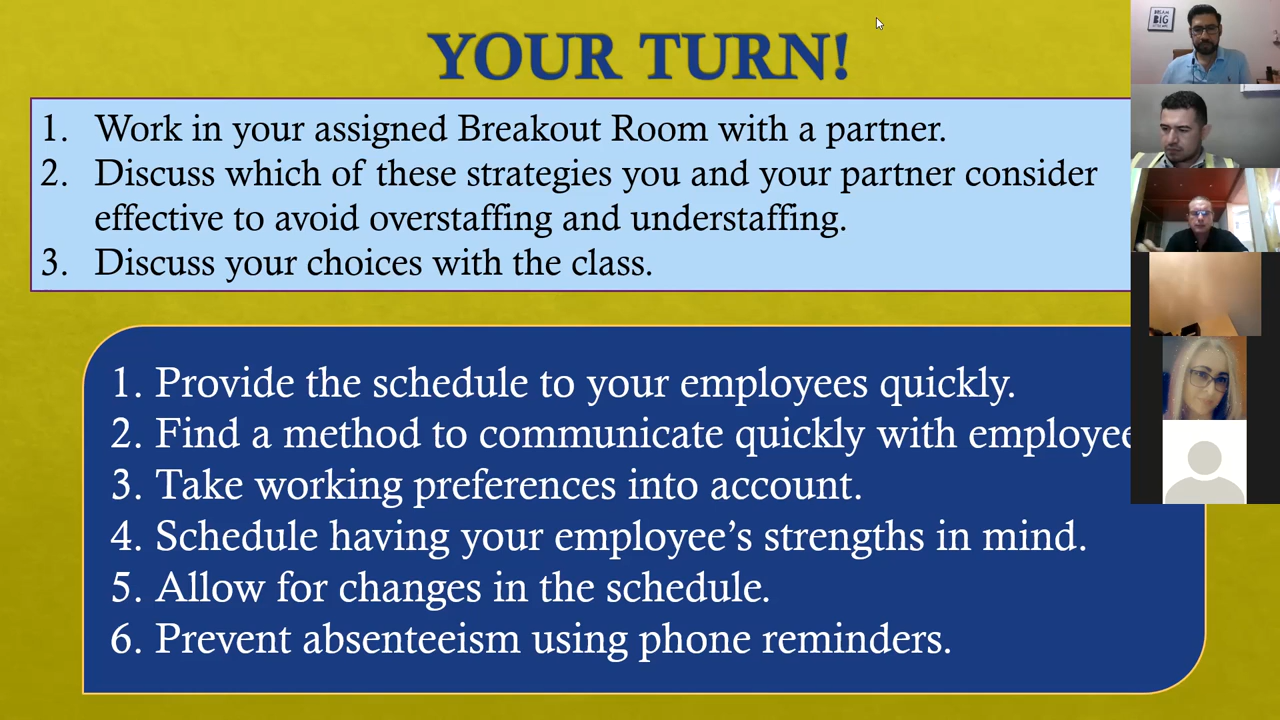 YOUR TURN!
1. Work in your assigned Breakout Room with a partner.
2. Discuss which of these strategies you and your partner consider
effective to avoid overstaffing and understaffing.
3. Discuss your choices with the class.
1. Provide the schedule to your employees quickly.
2. Find a method to communicate quickly with employee
3. Take working preferences into account.
4. Schedule having your employee’s strengths in mind.
5. Allow for changes in the schedule.
6. Prevent absenteeism using phone reminders.
DREAM
BIG